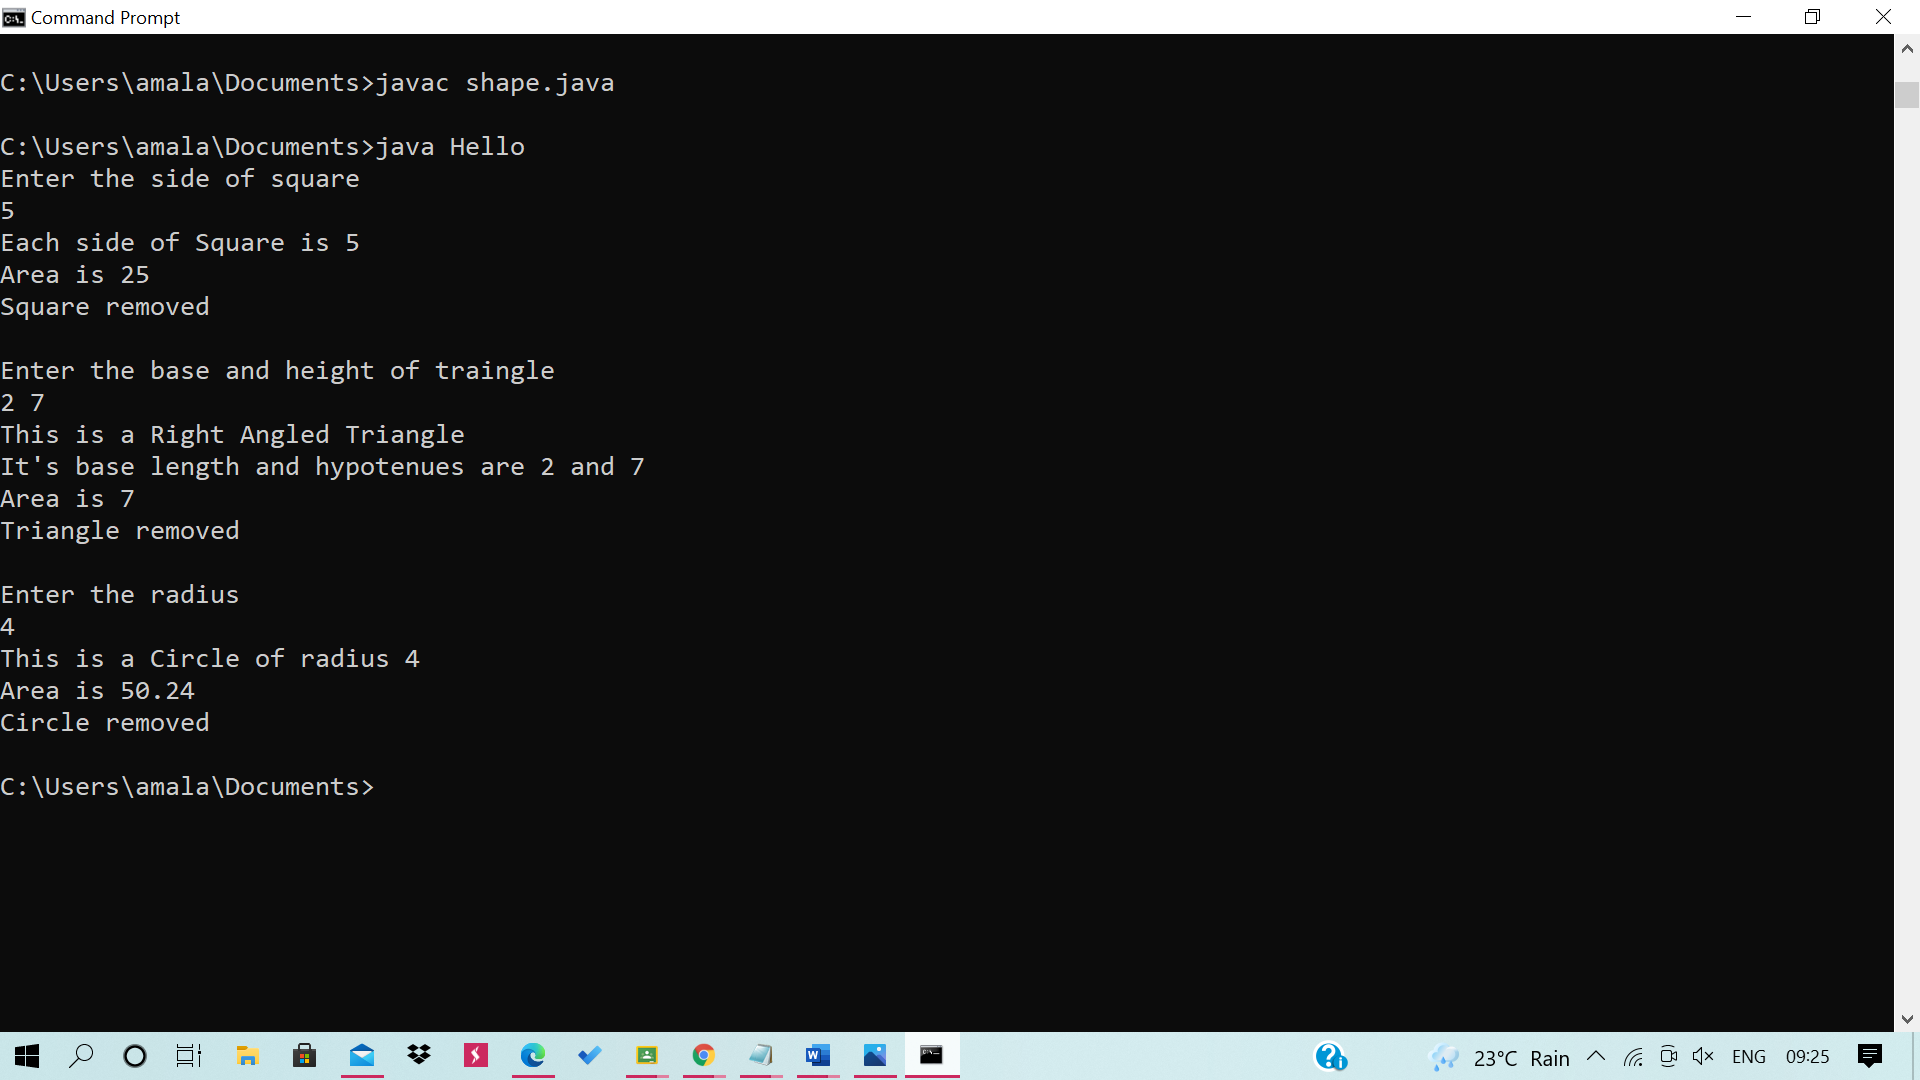 Command Prompt
C:\Users\amala\Documents>javac shape.java
C:\Users\amala\Documents>java Hello
Enter the side of square
5
Each side of Square is 5
Area is 25
Square removed
Enter the base and height of traingle
2 7
This is a Right Angled Triangle
It's base length and hypotenues are 2 and 7
Area is 7
Triangle removed
Enter the radius
4
This is a Circle of radius 4
Area is 50.24
Circle removed
C:\Users\amala\Documents>
23°C Rain ENG 09:25